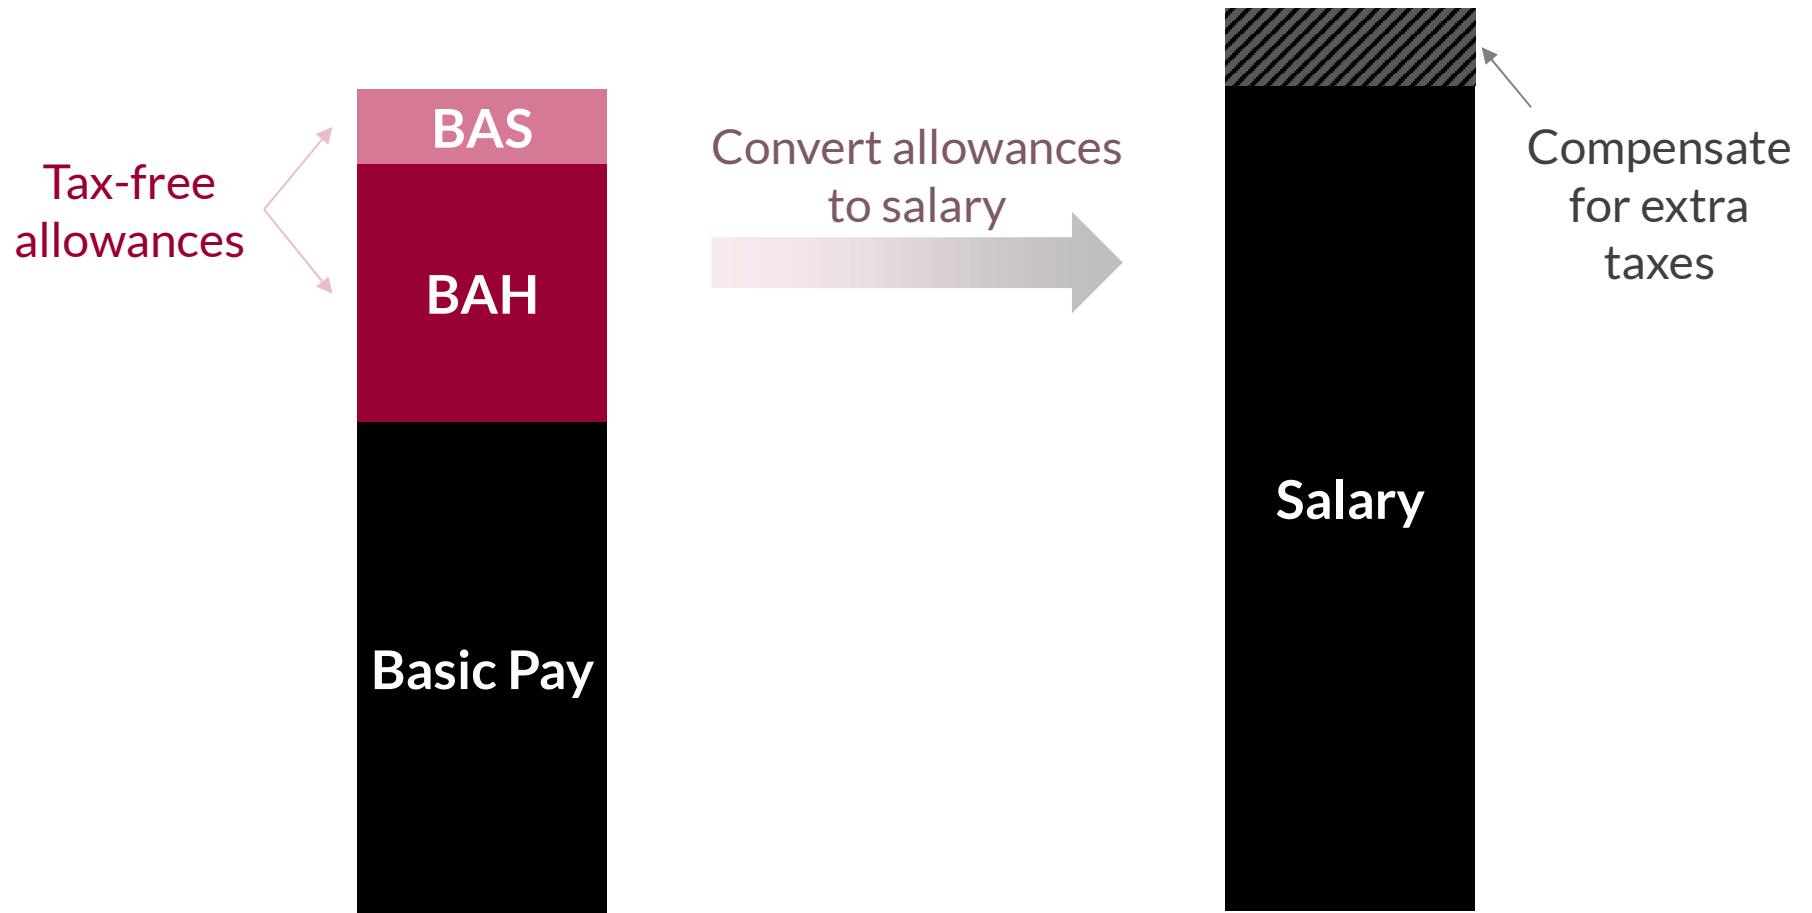 Tax-free
allowances
BAS
BAH
Basic Pay
Convert allowances
to salary
Salary
Compensate
for extra
taxes